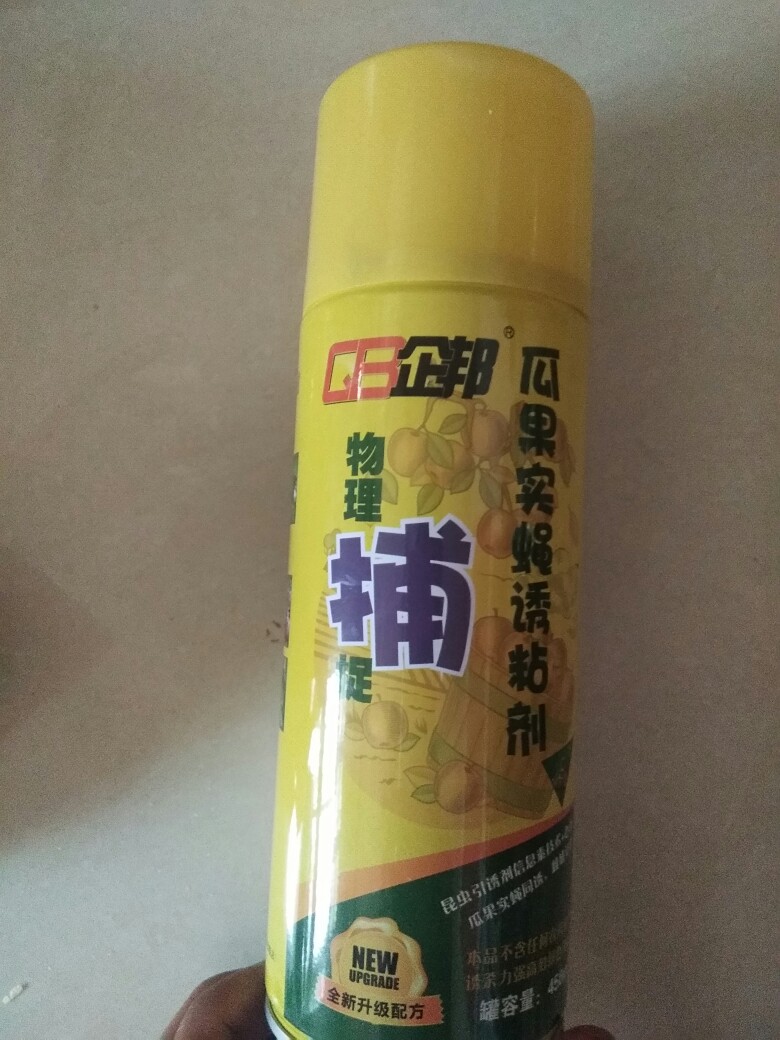 QB企邦®
瓜果实蝇诱粘剂
物理
捕
捉
昆虫引诱剂信息素技术
瓜果实蝇同诱、
本品不含任何
诱杀力强高
NEW
UPGRADE
全新升级配方
罐容量：